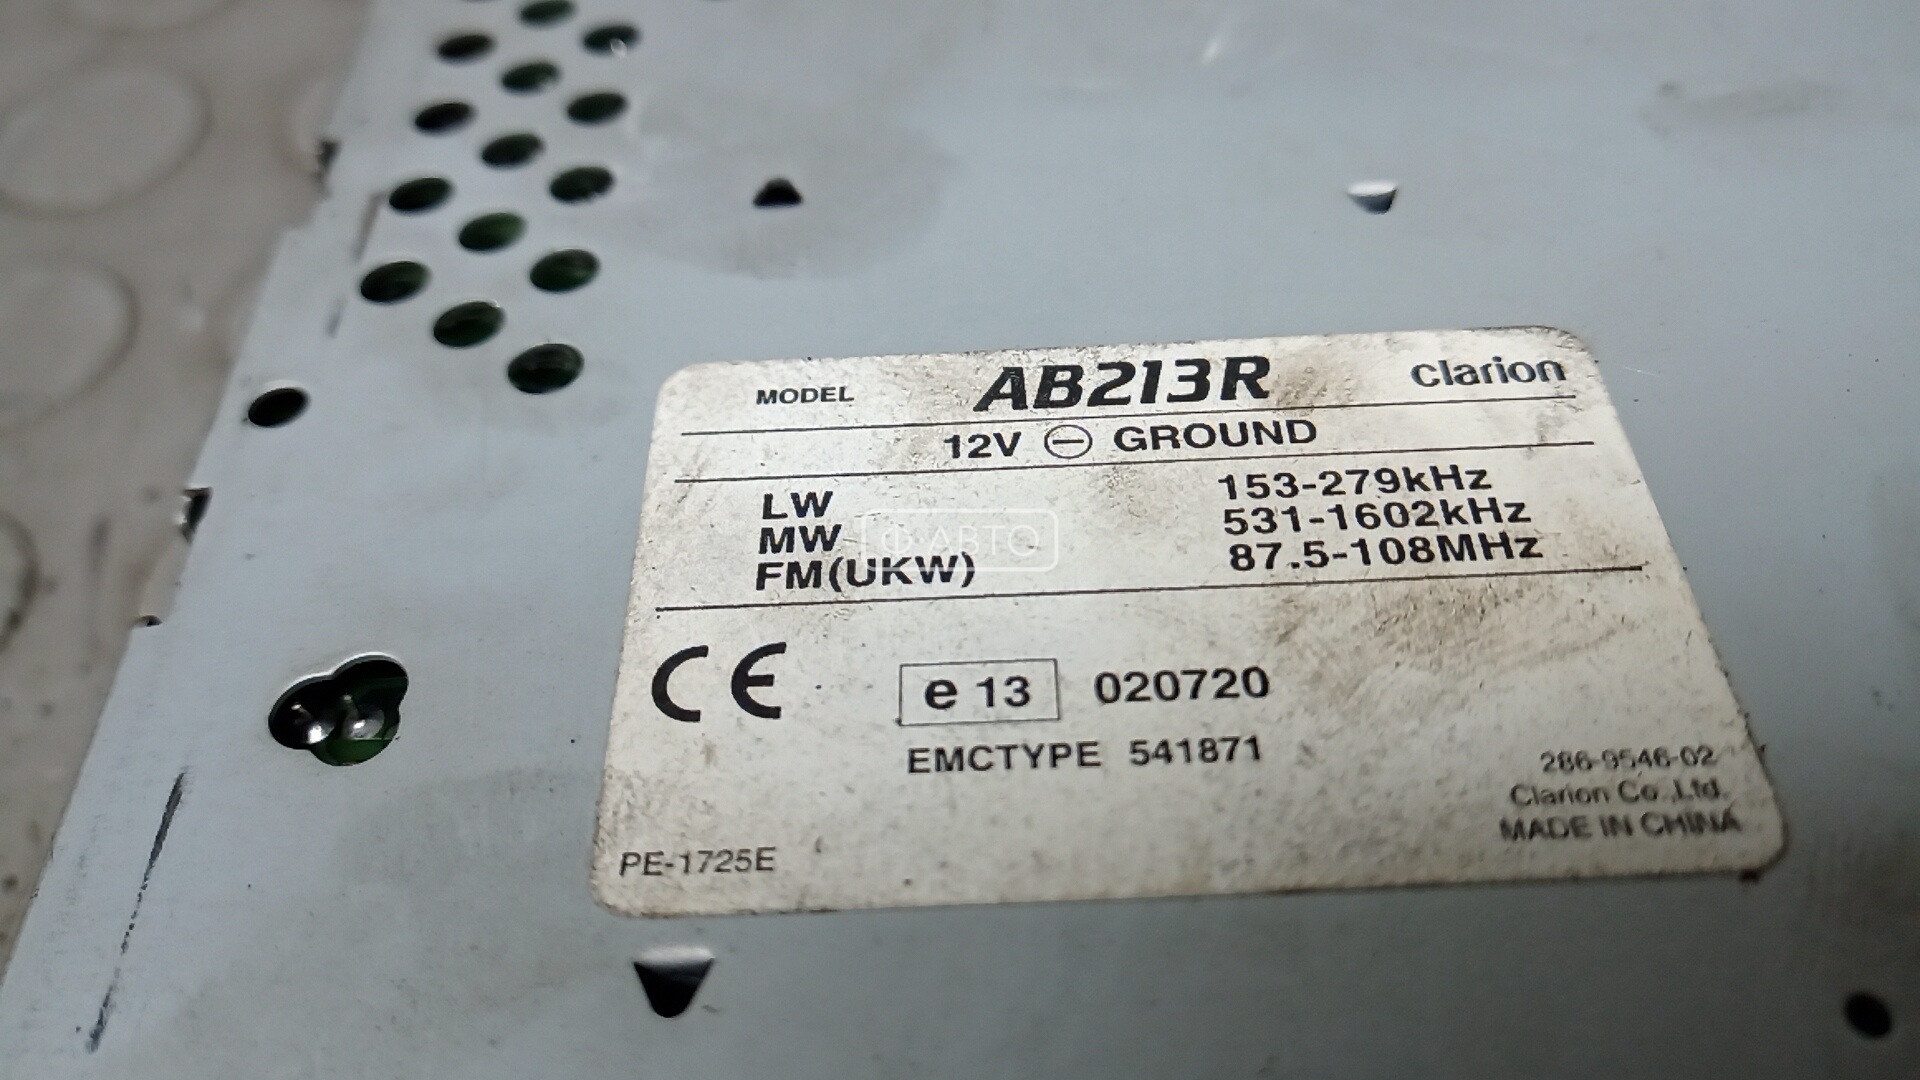 MODEL AB213R clarion
12V ⊖ GROUND
LW 153-279kHz
MW 531-1602kHz
FM(UKW) 87.5-108MHz
Ф-АВТО
CE e 13 020720
EMCTYPE 541871
286-9546-02
Clarion Co.,Ltd.
MADE IN CHINA
PE-1725E